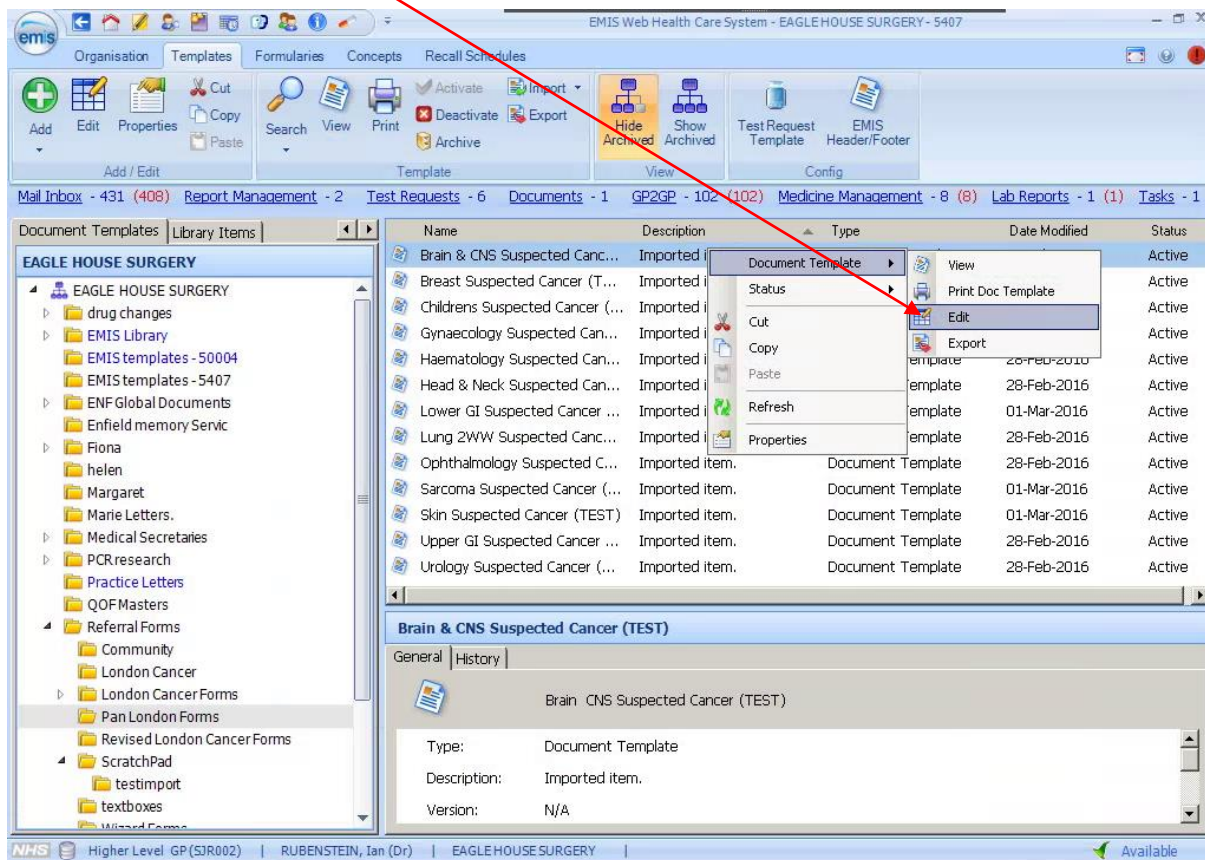 emis
EMIS Web Health Care System - EAGLE HOUSE SURGERY - 5407
Organisation Templates Formularies Concepts Recall Schedules
Add Edit Properties Cut Copy Paste Search View Print Activate Deactivate Archive Import Export Hide Archived Show Archived Test Request Template EMIS Header/Footer
Add / Edit Template View Config
Mail Inbox - 431 (408) Report Management - 2 Test Requests - 6 Documents - 1 GP2GP - 102 (102) Medicine Management - 8 (8) Lab Reports - 1 (1) Tasks - 1
Document Templates Library Items
EAGLE HOUSE SURGERY
EAGLE HOUSE SURGERY
drug changes
EMIS Library
EMIS templates - 50004
EMIS templates - 5407
ENF Global Documents
Enfield memory Servic
Fiona
helen
Margaret
Marie Letters.
Medical Secretaries
PCR research
Practice Letters
QOF Masters
Referral Forms
Community
London Cancer
London Cancer Forms
Pan London Forms
Revised London Cancer Forms
ScratchPad
testimport
textboxes
Name Description Type Date Modified Status
Brain & CNS Suspected Canc... Imported i Active
Breast Suspected Cancer (T... Imported i Active
Childrens Suspected Cancer (... Imported i Active
Gynaecology Suspected Can... Imported i Active
Haematology Suspected Can... Imported i emplate 28-Feb-2016 Active
Head & Neck Suspected Can... Imported i emplate 28-Feb-2016 Active
Lower GI Suspected Cancer ... Imported i emplate 01-Mar-2016 Active
Lung 2WW Suspected Canc... Imported i emplate 28-Feb-2016 Active
Ophthalmology Suspected C... Imported item. Document Template 28-Feb-2016 Active
Sarcoma Suspected Cancer (... Imported item. Document Template 01-Mar-2016 Active
Skin Suspected Cancer (TEST) Imported item. Document Template 01-Mar-2016 Active
Upper GI Suspected Cancer ... Imported item. Document Template 28-Feb-2016 Active
Urology Suspected Cancer (... Imported item. Document Template 28-Feb-2016 Active
Document Template
Status
Cut
Copy
Paste
Refresh
Properties
View
Print Doc Template
Edit
Export
Brain & CNS Suspected Cancer (TEST)
General History
Brain CNS Suspected Cancer (TEST)
Type: Document Template
Description: Imported item.
Version: N/A
NHS Higher Level GP (SJR002) | RUBENSTEIN, Ian (Dr) | EAGLE HOUSE SURGERY | Available